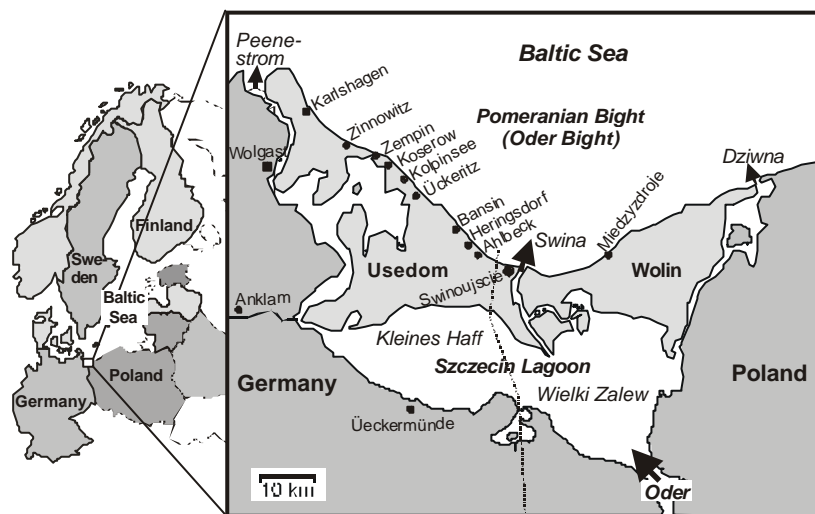 Finland
Swe-
den
Baltic
Sea
Poland
Germany
Peene-
strom
Baltic Sea
Karlshagen
Pomeranian Bight
(Oder Bight)
Zinnowitz
Zempin
Koserow
Kolpinsee
Ückeritz
Wolgast
Dziwna
Bansin
Heringsdorf
Ahlbeck
Swina
Miedzyzdroje
Usedom
Swinoujscie
Wolin
Anklam
Kleines Haff
Szczecin Lagoon
Germany
Wielki Zalew
Poland
Üeckermünde
10 km
Oder